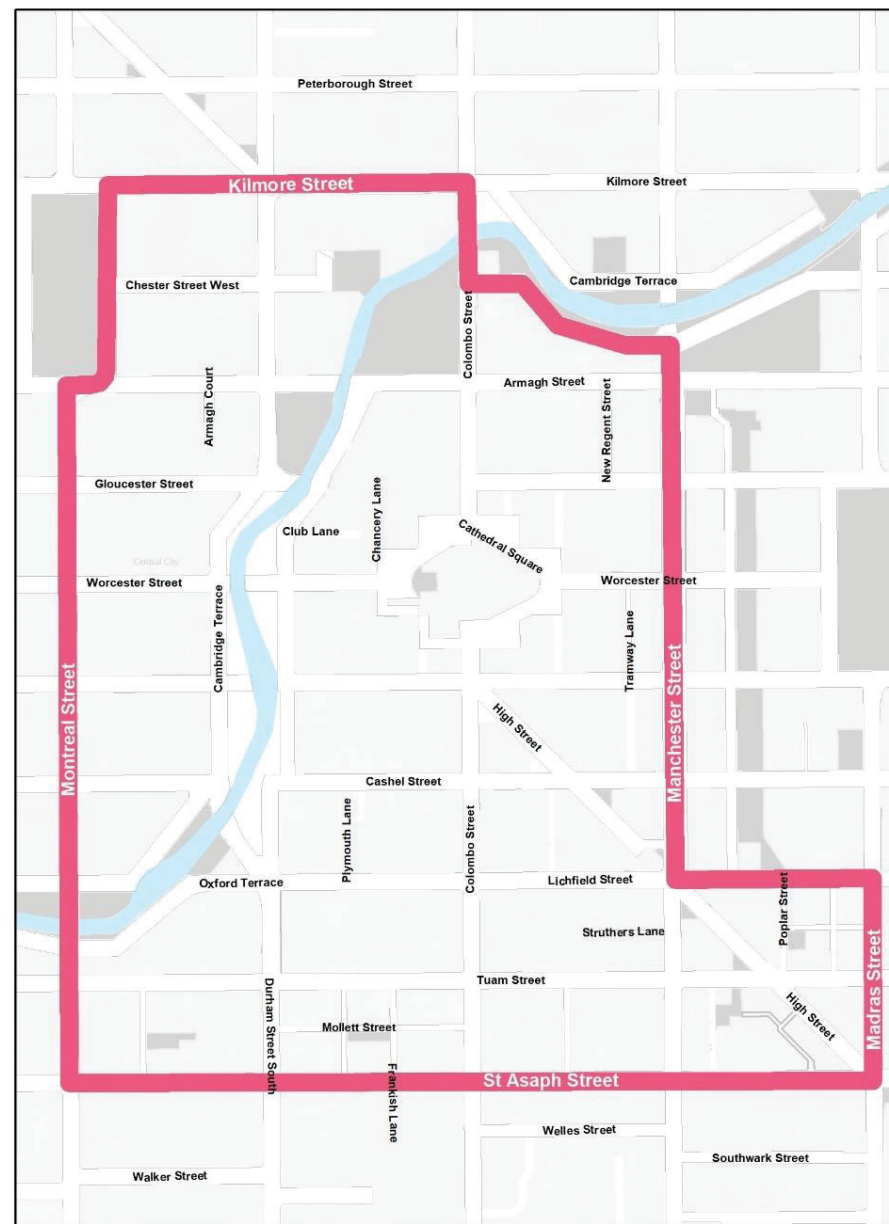 Peterborough Street
Kilmore Street
Kilmore Street
Chester Street West
Cambridge Terrace
Colombo Street
Armagh Street
Armagh Court
New Regent Street
Gloucester Street
Chancery Lane
Club Lane
Cathedral Square
Central City
Worcester Street
Worcester Street
Cambridge Terrace
Tramway Lane
Montreal Street
Manchester Street
High Street
Cashel Street
Plymouth Lane
Colombo Street
Oxford Terrace
Lichfield Street
Poplar Street
Struthers Lane
Madras Street
Tuam Street
Durham Street South
High Street
Mollett Street
Frankish Lane
St Asaph Street
Welles Street
Southwark Street
Walker Street